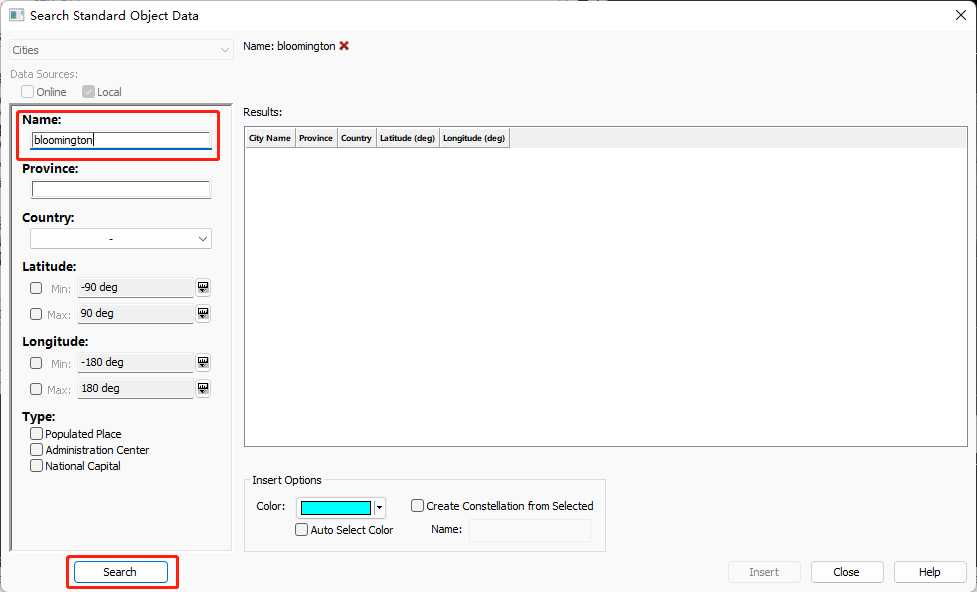 Search Standard Object Data
Cities
Name: bloomington
Data Sources:
Online
Local
Name:
bloomington
Province:
Country:
-
Latitude:
Min: -90 deg
Max: 90 deg
Longitude:
Min: -180 deg
Max: 180 deg
Type:
Populated Place
Administration Center
National Capital
Search
Results:
City Name Province Country Latitude (deg) Longitude (deg)
Insert Options
Color:
Create Constellation from Selected
Auto Select Color
Name:
Insert Close Help